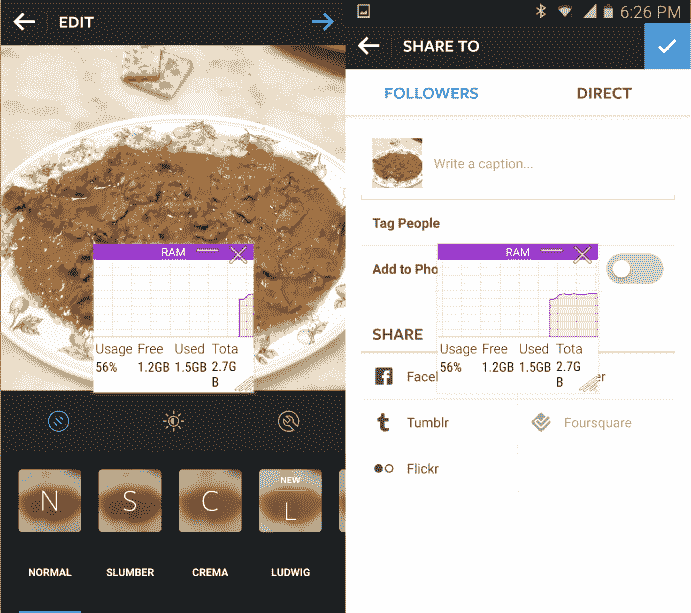 EDIT
RAM
Usage Free Used Tota
56% 1.2GB 1.5GB 2.7G
B
N S C NEW
L
NORMAL SLUMBER CREMA LUDWIG
6:26 PM
SHARE TO
FOLLOWERS DIRECT
Write a caption...
Tag People
RAM
Add to Pho
SHARE
Usage Free Used Tota
56% 1.2GB 1.5GB 2.7G
B
Facel er
Tumblr Foursquare
Flickr